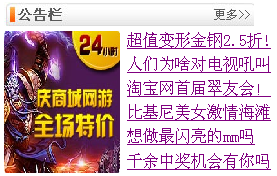 公告栏
更多>>
24小时
庆商城网游
全场特价
超值变形金钢2.5折!
人们为啥对电视吼叫
淘宝网首届翠友会!
比基尼美女激情海滩
想做最闪亮的mm吗
千余中奖机会有你吗